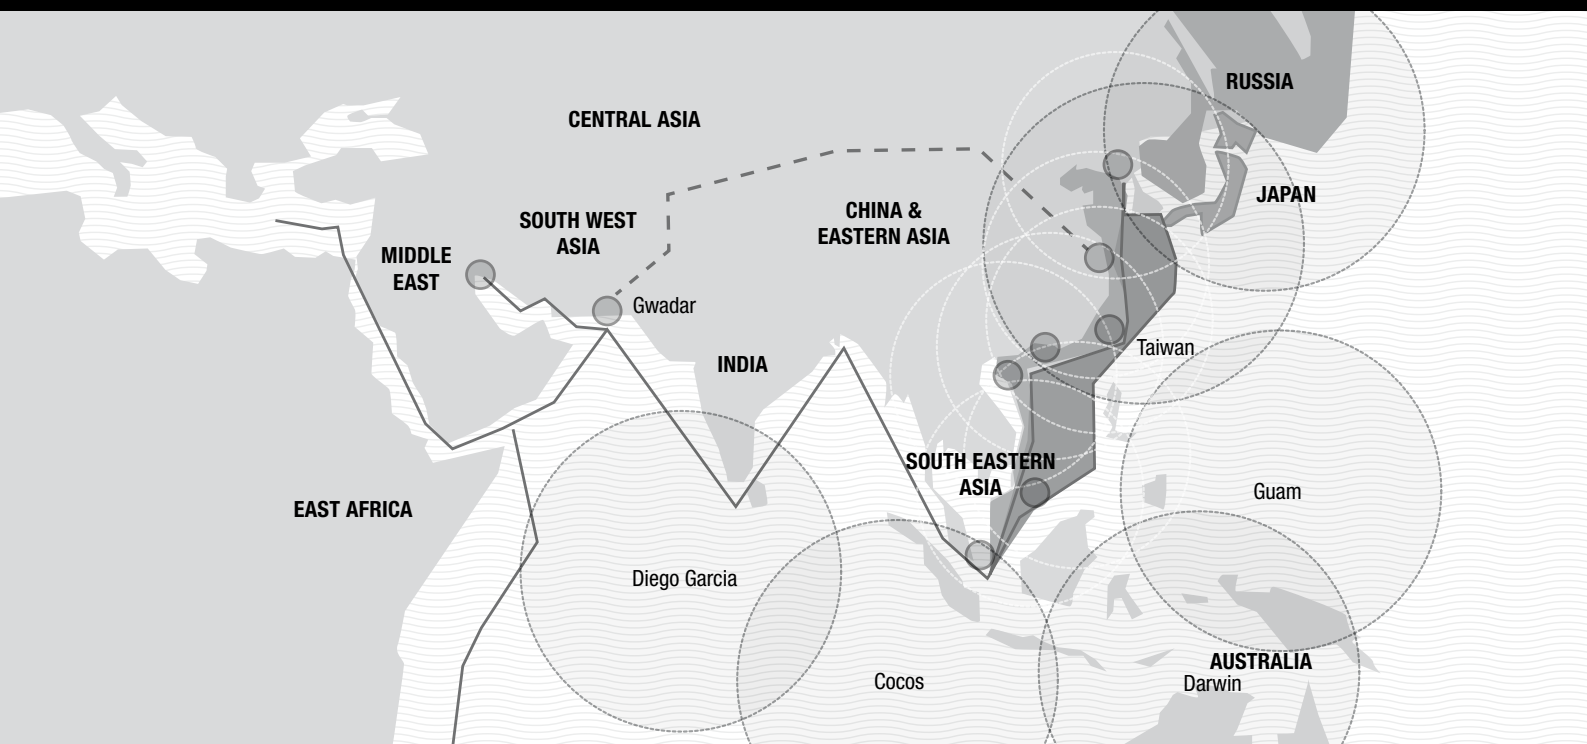 RUSSIA
CENTRAL ASIA
JAPAN
CHINA &
EASTERN ASIA
SOUTH WEST
ASIA
MIDDLE
EAST
Gwadar
Taiwan
INDIA
SOUTH EASTERN
ASIA
Guam
EAST AFRICA
Diego Garcia
AUSTRALIA
Darwin
Cocos